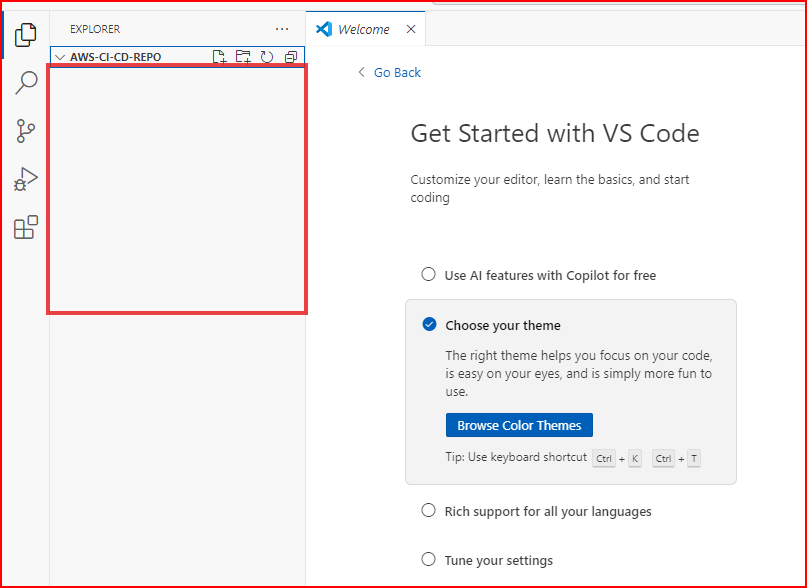 EXPLORER
...
Welcome
AWS-CI-CD-REPO
Go Back
Get Started with VS Code
Customize your editor, learn the basics, and start
coding
Use AI features with Copilot for free
Choose your theme
The right theme helps you focus on your code,
is easy on your eyes, and is simply more fun to
use.
Browse Color Themes
Tip: Use keyboard shortcut Ctrl + K Ctrl + T
Rich support for all your languages
Tune your settings